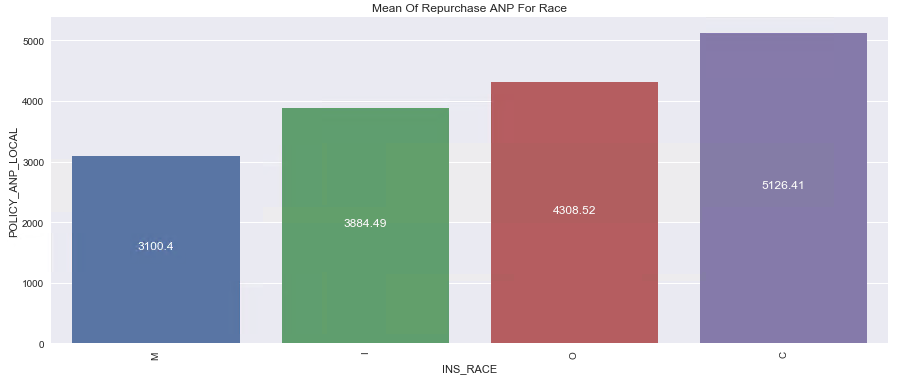 Mean Of Repurchase ANP For Race
POLICY_ANP_LOCAL
5000
4000
3000
2000
1000
0
3100.4
3884.49
4308.52
5126.41
M
I
O
C
INS_RACE